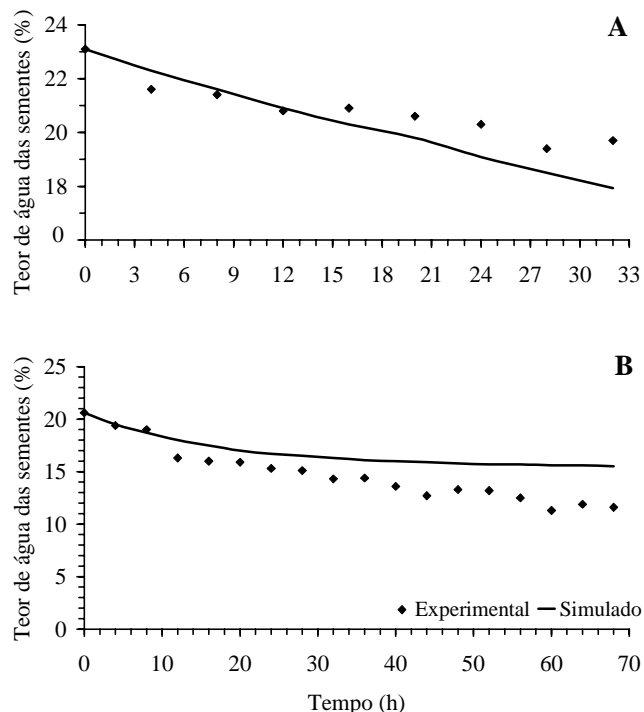 A
Teor de água das sementes (%)
24
22
20
18
0
0 3 6 9 12 15 18 21 24 27 30 33
B
Teor de água das sementes (%)
25
20
15
10
5
0
Experimental Simulado
0 10 20 30 40 50 60 70
Tempo (h)